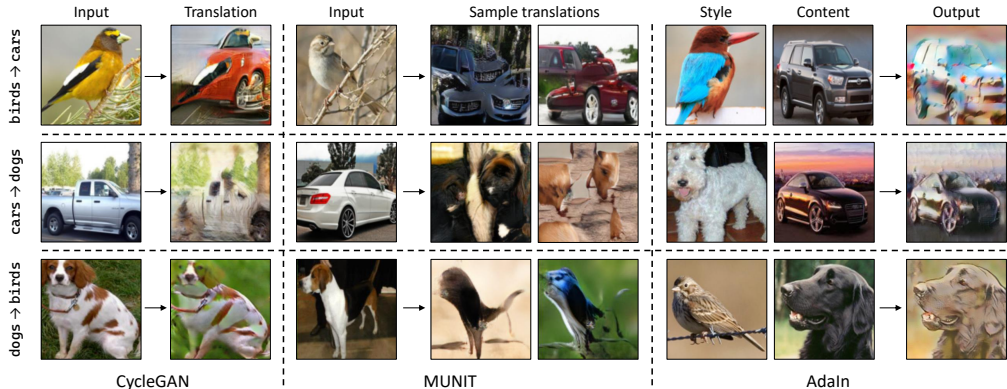 Input Translation Input Sample translations Style Content Output
birds → cars
cars → dogs
dogs → birds
CycleGAN MUNIT AdaIn